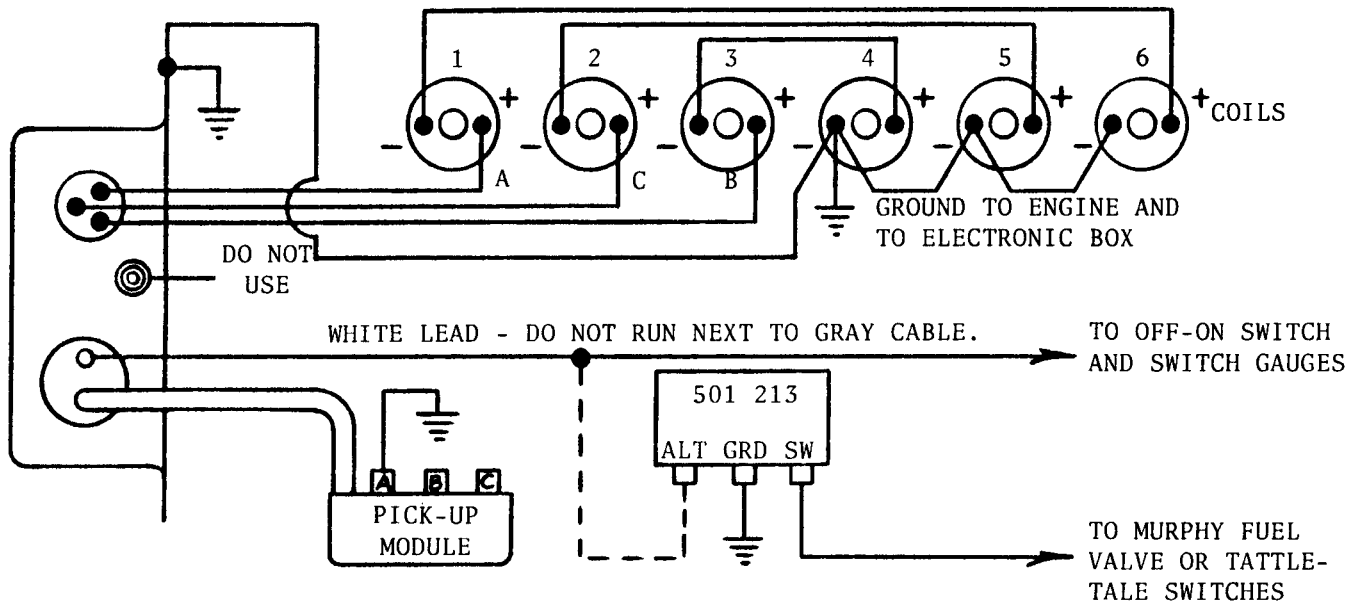 1 2 3 4 5 6
+ + + + + +
COILS
- - - - - -
A C B
GROUND TO ENGINE AND
TO ELECTRONIC BOX
DO NOT
USE
WHITE LEAD - DO NOT RUN NEXT TO GRAY CABLE.
TO OFF-ON SWITCH
AND SWITCH GAUGES
501 213
ALT GRD SW
A B C
PICK-UP
MODULE
TO MURPHY FUEL
VALVE OR TATTLE-
TALE SWITCHES